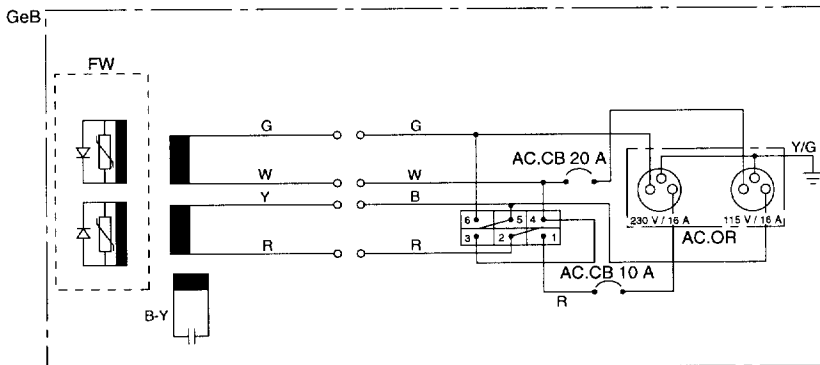 GeB
FW
G G
W W
Y B
R R
B-Y
AC.CB 20 A
Y/G
6 5 4
3 2 1
230 V / 16 A 115 V / 16 A
AC.OR
AC.CB 10 A
R